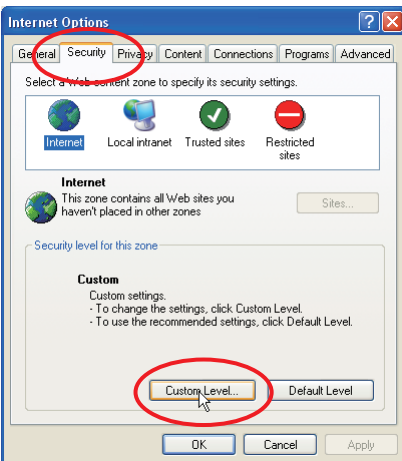 Internet Options
General Security Privacy Content Connections Programs Advanced
Select a Web content zone to specify its security settings.
Internet Local intranet Trusted sites Restricted sites
Internet
This zone contains all Web sites you
haven't placed in other zones
Sites...
Security level for this zone
Custom
Custom settings.
- To change the settings, click Custom Level.
- To use the recommended settings, click Default Level.
Custom Level... Default Level
OK Cancel Apply